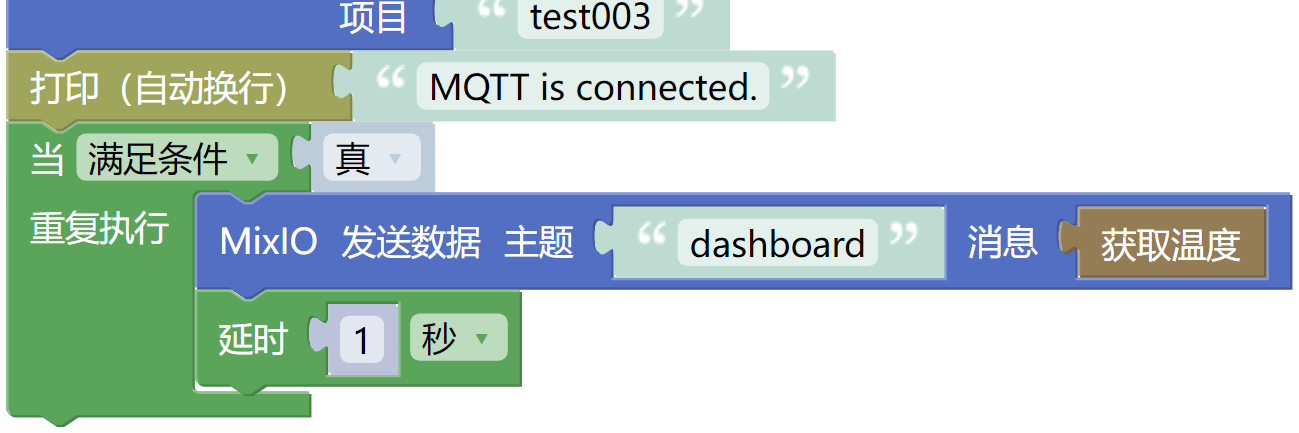 项目 “ test003 ”
打印（自动换行） “ MQTT is connected. ”
当 满足条件 真
重复执行 MixIO 发送数据 主题 “ dashboard ” 消息 获取温度
延时 1 秒